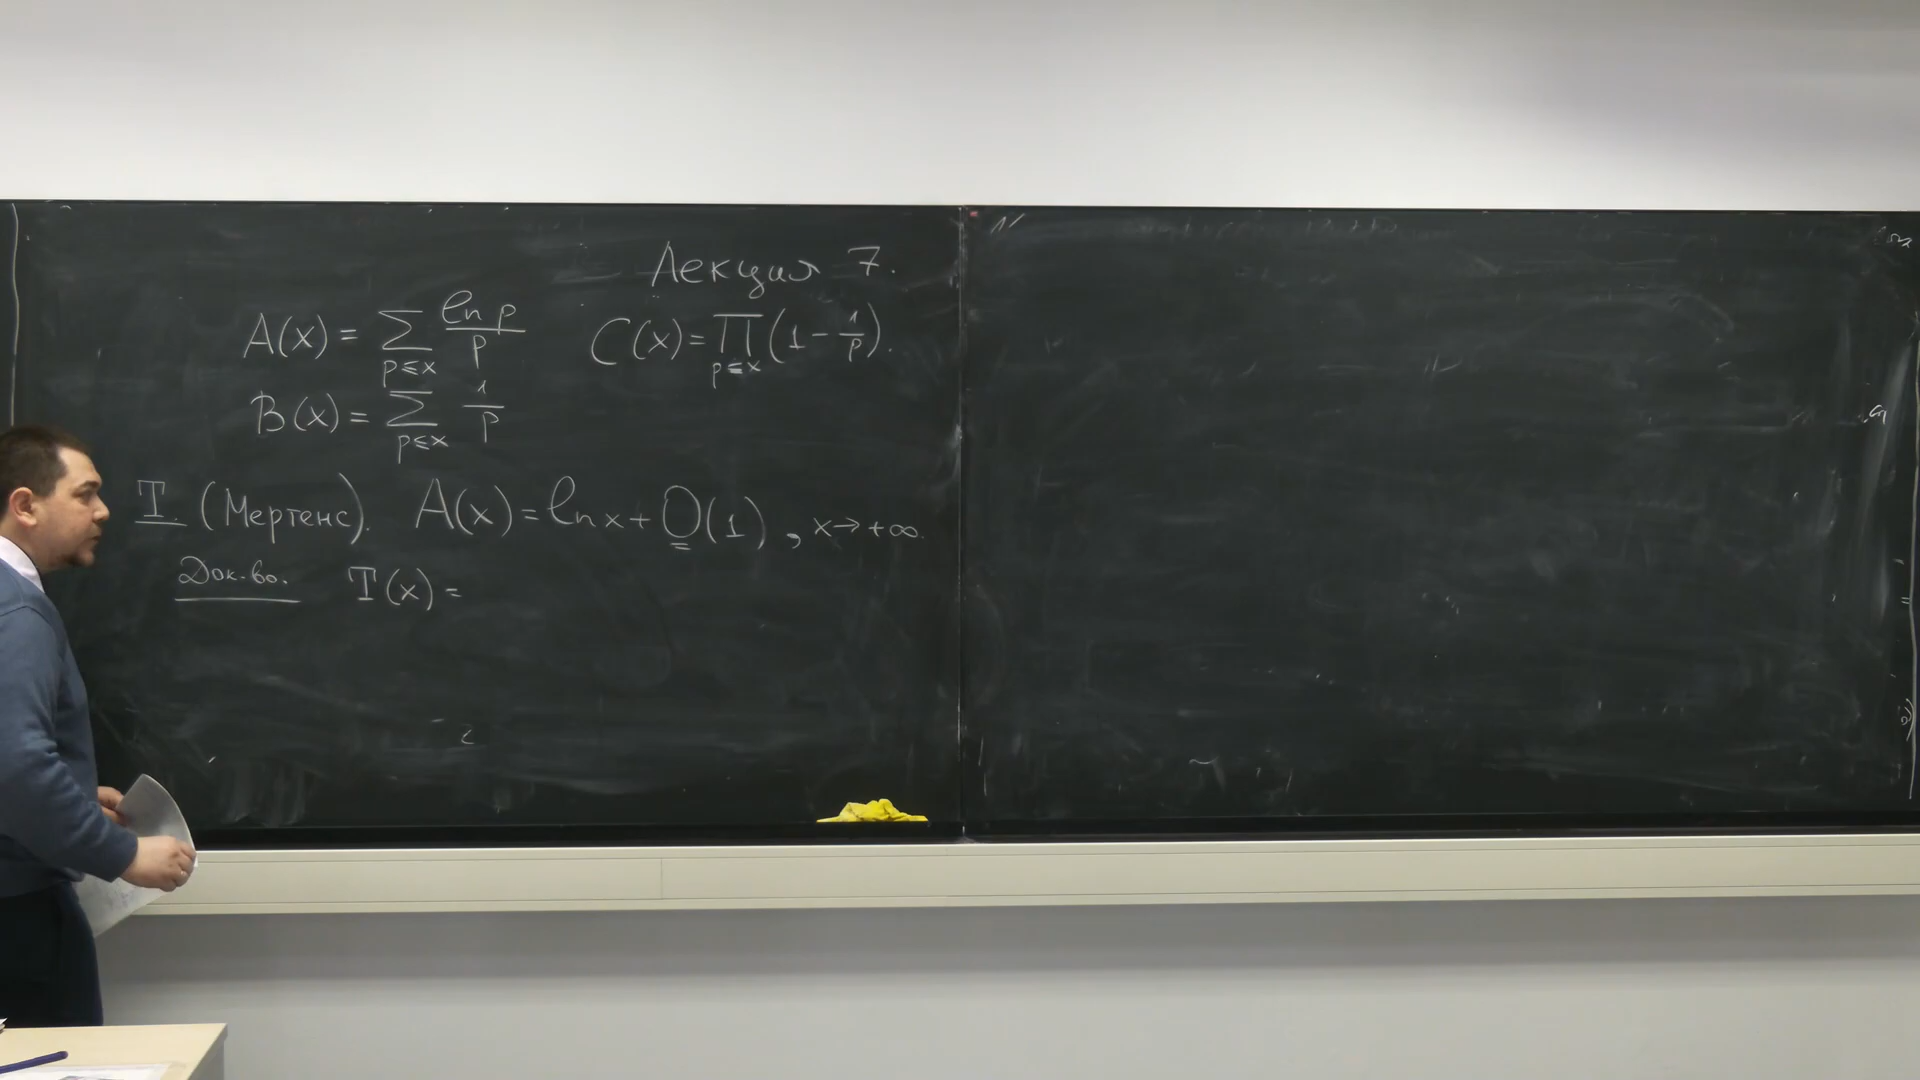 Лекция 7.
A(x) = ∑_{p≤x} ln p / p    C(x) = ∏_{p≤x} (1 - 1/p).
B(x) = ∑_{p≤x} 1/p
Т. (Мертенс). A(x) = ln x + O(1), x → +∞.
Док-во. T(x) =